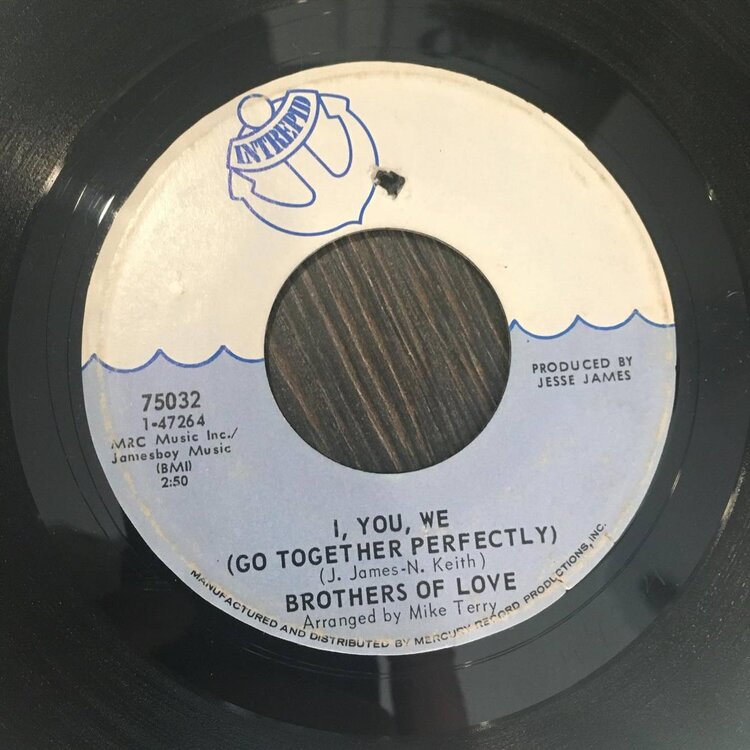 INTREPID
PRODUCED BY
JESSE JAMES
75032
1-47264
MRC Music Inc./
Jamesboy Music
(BMI)
2:50
I, YOU, WE
(GO TOGETHER PERFECTLY)
(J. James-N. Keith)
BROTHERS OF LOVE
Arranged by Mike Terry
MANUFACTURED AND DISTRIBUTED BY MERCURY RECORD PRODUCTIONS, INC.